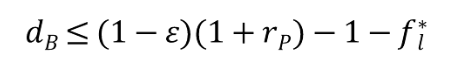 d_B ≤ (1 − ε)(1 + r_P) − 1 − f_l^*